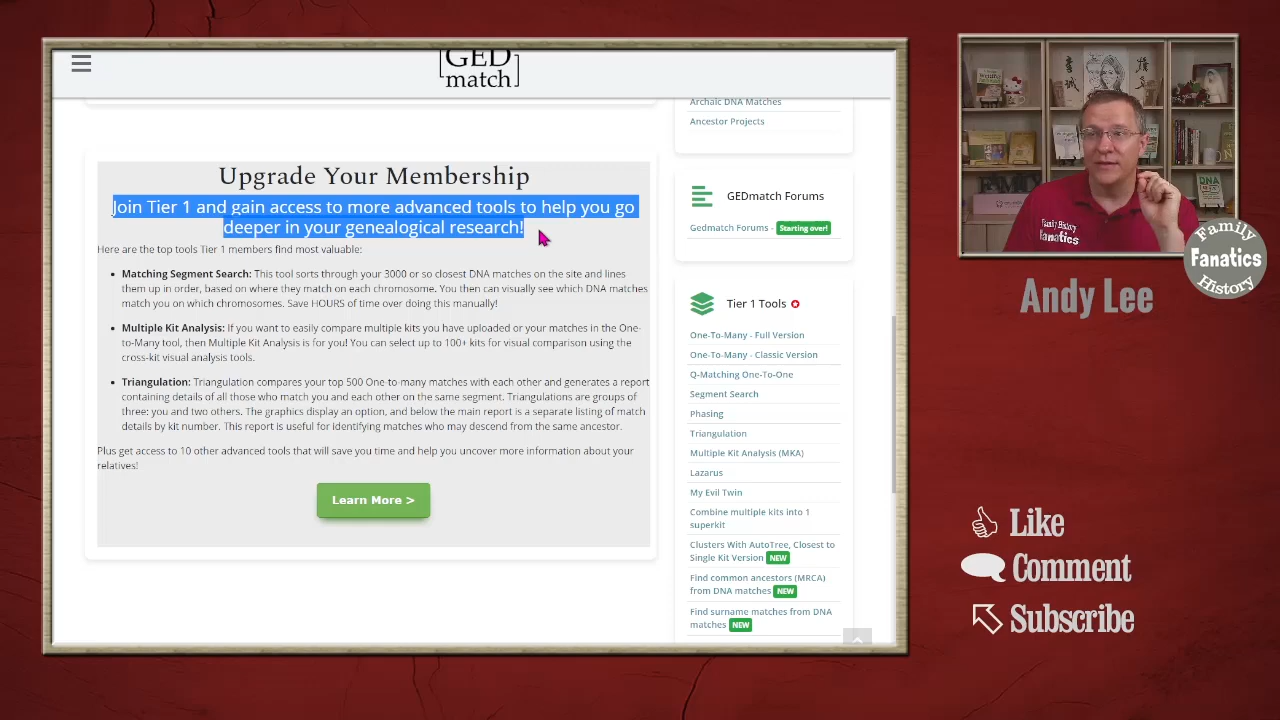 [GED
match]
Archaic DNA Matches
Ancestor Projects
Upgrade Your Membership
Join Tier 1 and gain access to more advanced tools to help you go
deeper in your genealogical research!
Here are the top tools Tier 1 members find most valuable:
• Matching Segment Search: This tool sorts through your 3000 or so closest DNA matches on the site and lines
them up in order, based on where they match on each chromosome. You then can visually see which DNA matches
match you on which chromosomes. Save HOURS of time over doing this manually!
• Multiple Kit Analysis: If you want to easily compare multiple kits you have uploaded or your matches in the One-
to-Many tool, then Multiple Kit Analysis is for you! You can select up to 100+ kits for visual comparison using the
cross-kit visual analysis tools.
• Triangulation: Triangulation compares your top 500 One-to-many matches with each other and generates a report
containing details of all those who match you and each other on the same segment. Triangulations are groups of
three: you and two others. The graphics display an option, and below the main report is a separate listing of match
details by kit number. This report is useful for identifying matches who may descend from the same ancestor.
Plus get access to 10 other advanced tools that will save you time and help you uncover more information about your
relatives!
Learn More >
GEDmatch Forums
Gedmatch Forums - Starting over!
Tier 1 Tools
One-To-Many - Full Version
One-To-Many - Classic Version
Q-Matching One-To-One
Segment Search
Phasing
Triangulation
Multiple Kit Analysis (MKA)
Lazarus
My Evil Twin
Combine multiple kits into 1
superkit
Clusters With AutoTree, Closest to
Single Kit Version NEW
Find common ancestors (MRCA)
from DNA matches NEW
Find surname matches from DNA
matches NEW
Family History
Fanatics
Family
Fanatics
History
Andy Lee
Like
Comment
Subscribe